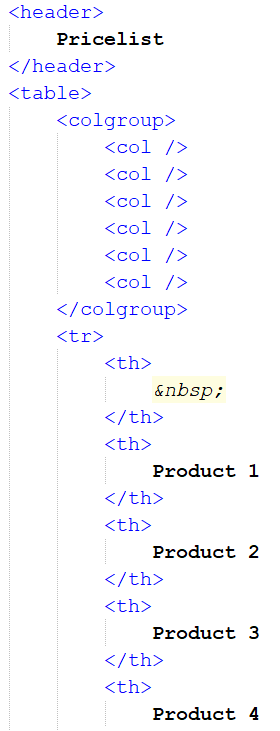 <header>
Pricelist
</header>
<table>
<colgroup>
<col />
<col />
<col />
<col />
<col />
<col />
</colgroup>
<tr>
<th>
&nbsp;
</th>
<th>
Product 1
</th>
<th>
Product 2
</th>
<th>
Product 3
</th>
<th>
Product 4